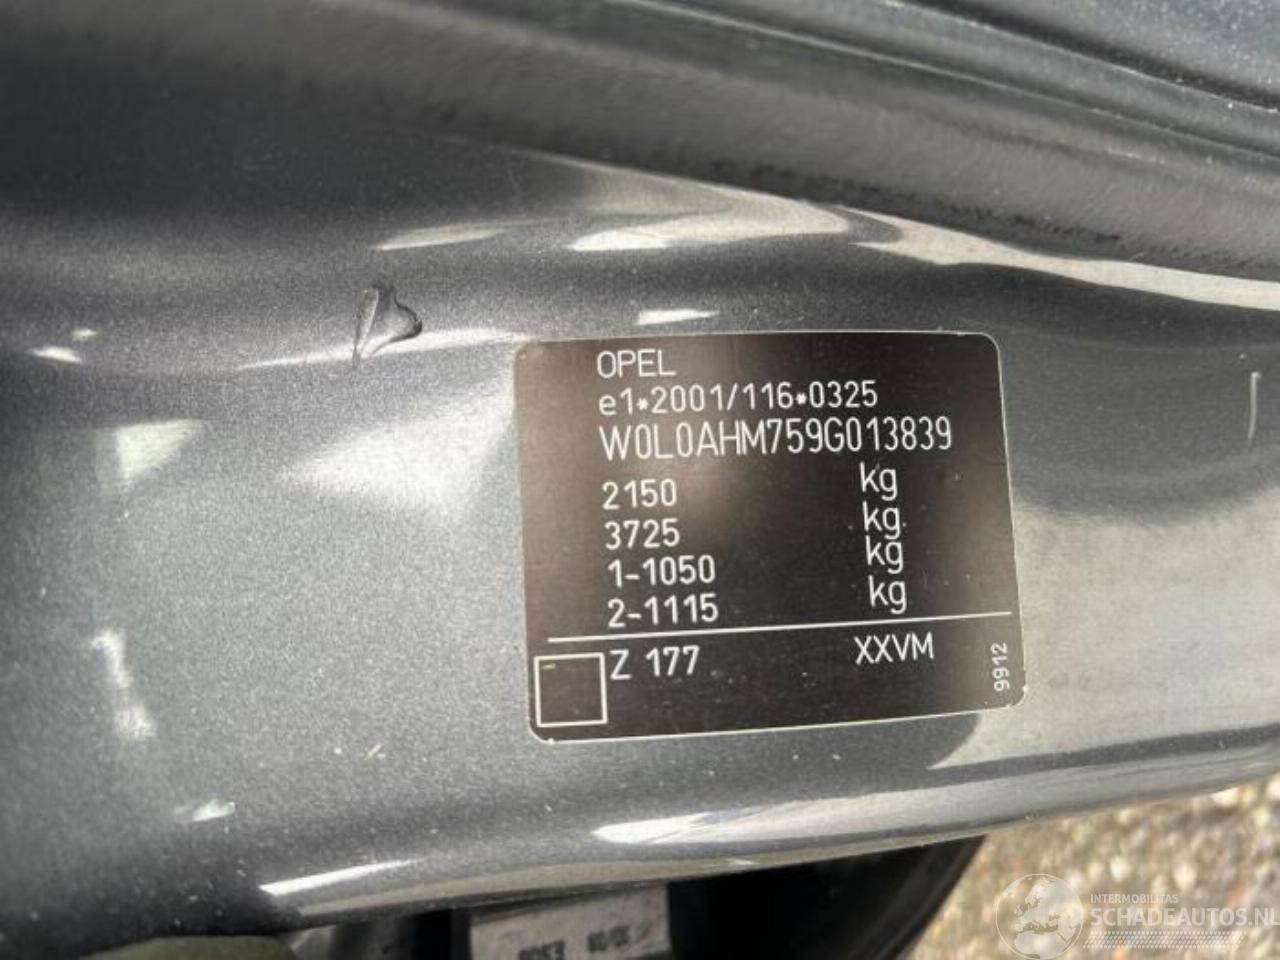 OPEL
e1*2001/116*0325
W0L0AHM759G013839
2150 kg
3725 kg
1-1050 kg
2-1115 kg
Z 177 XXVM
9912
INTERMOBILITAS
SCHADEAUTOS.NL